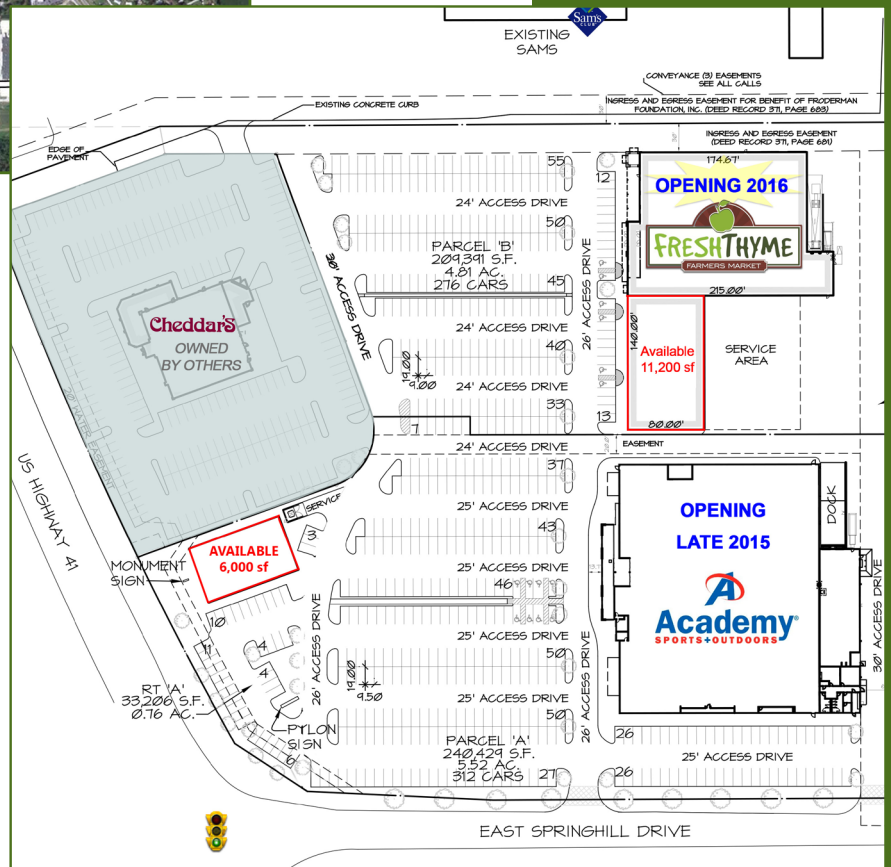 Sam's
CLUB
EXISTING
SAMS
CONVEYANCE (3) EASEMENTS
SEE ALL CALLS
EXISTING CONCRETE CURB
INGRESS AND EGRESS EASEMENT FOR BENEFIT OF FRODERMAN
FOUNDATION, INC. (DEED RECORD 371, PAGE 683)
INGRESS AND EGRESS EASEMENT
(DEED RECORD 371, PAGE 681)
EDGE OF
PAVEMENT
55
12
174.67'
OPENING 2016
FRESHTHYME
FARMERS MARKET
215.00'
24' ACCESS DRIVE
50
PARCEL 'B'
209,391 S.F.
4.81 AC.
276 CARS
45
30' ACCESS DRIVE
26' ACCESS DRIVE
Cheddar's
OWNED
BY OTHERS
24' ACCESS DRIVE
40
19.00
9.00
24' ACCESS DRIVE
33
13
7
140.00'
Available
11,200 sf
80.00'
SERVICE
AREA
20' WATER EASEMENT
24' ACCESS DRIVE
EASEMENT
37
25' ACCESS DRIVE
US HIGHWAY 41
SERVICE
3
43
AVAILABLE
6,000 sf
MONUMENT
SIGN
25' ACCESS DRIVE
46
OPENING
LATE 2015
Academy
SPORTS+OUTDOORS
DOCK
30' ACCESS DRIVE
10
11
4
4
26' ACCESS DRIVE
25' ACCESS DRIVE
50
19.00
9.50
25' ACCESS DRIVE
26' ACCESS DRIVE
RT 'A'
33,206 S.F.
0.76 AC.
PYLON
SIGN
6
50
PARCEL 'A'
240,429 S.F.
5.52 AC.
312 CARS
27
26
25' ACCESS DRIVE
26
EAST SPRINGHILL DRIVE